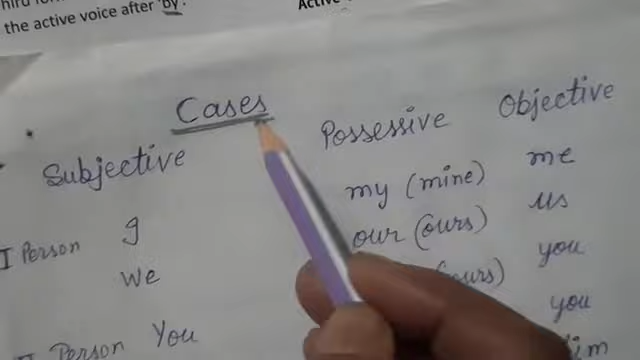 the active voice after 'by'.
Cases
Subjective Possessive Objective
I Person I my (mine) me
We our (ours) us
you
you
Person You